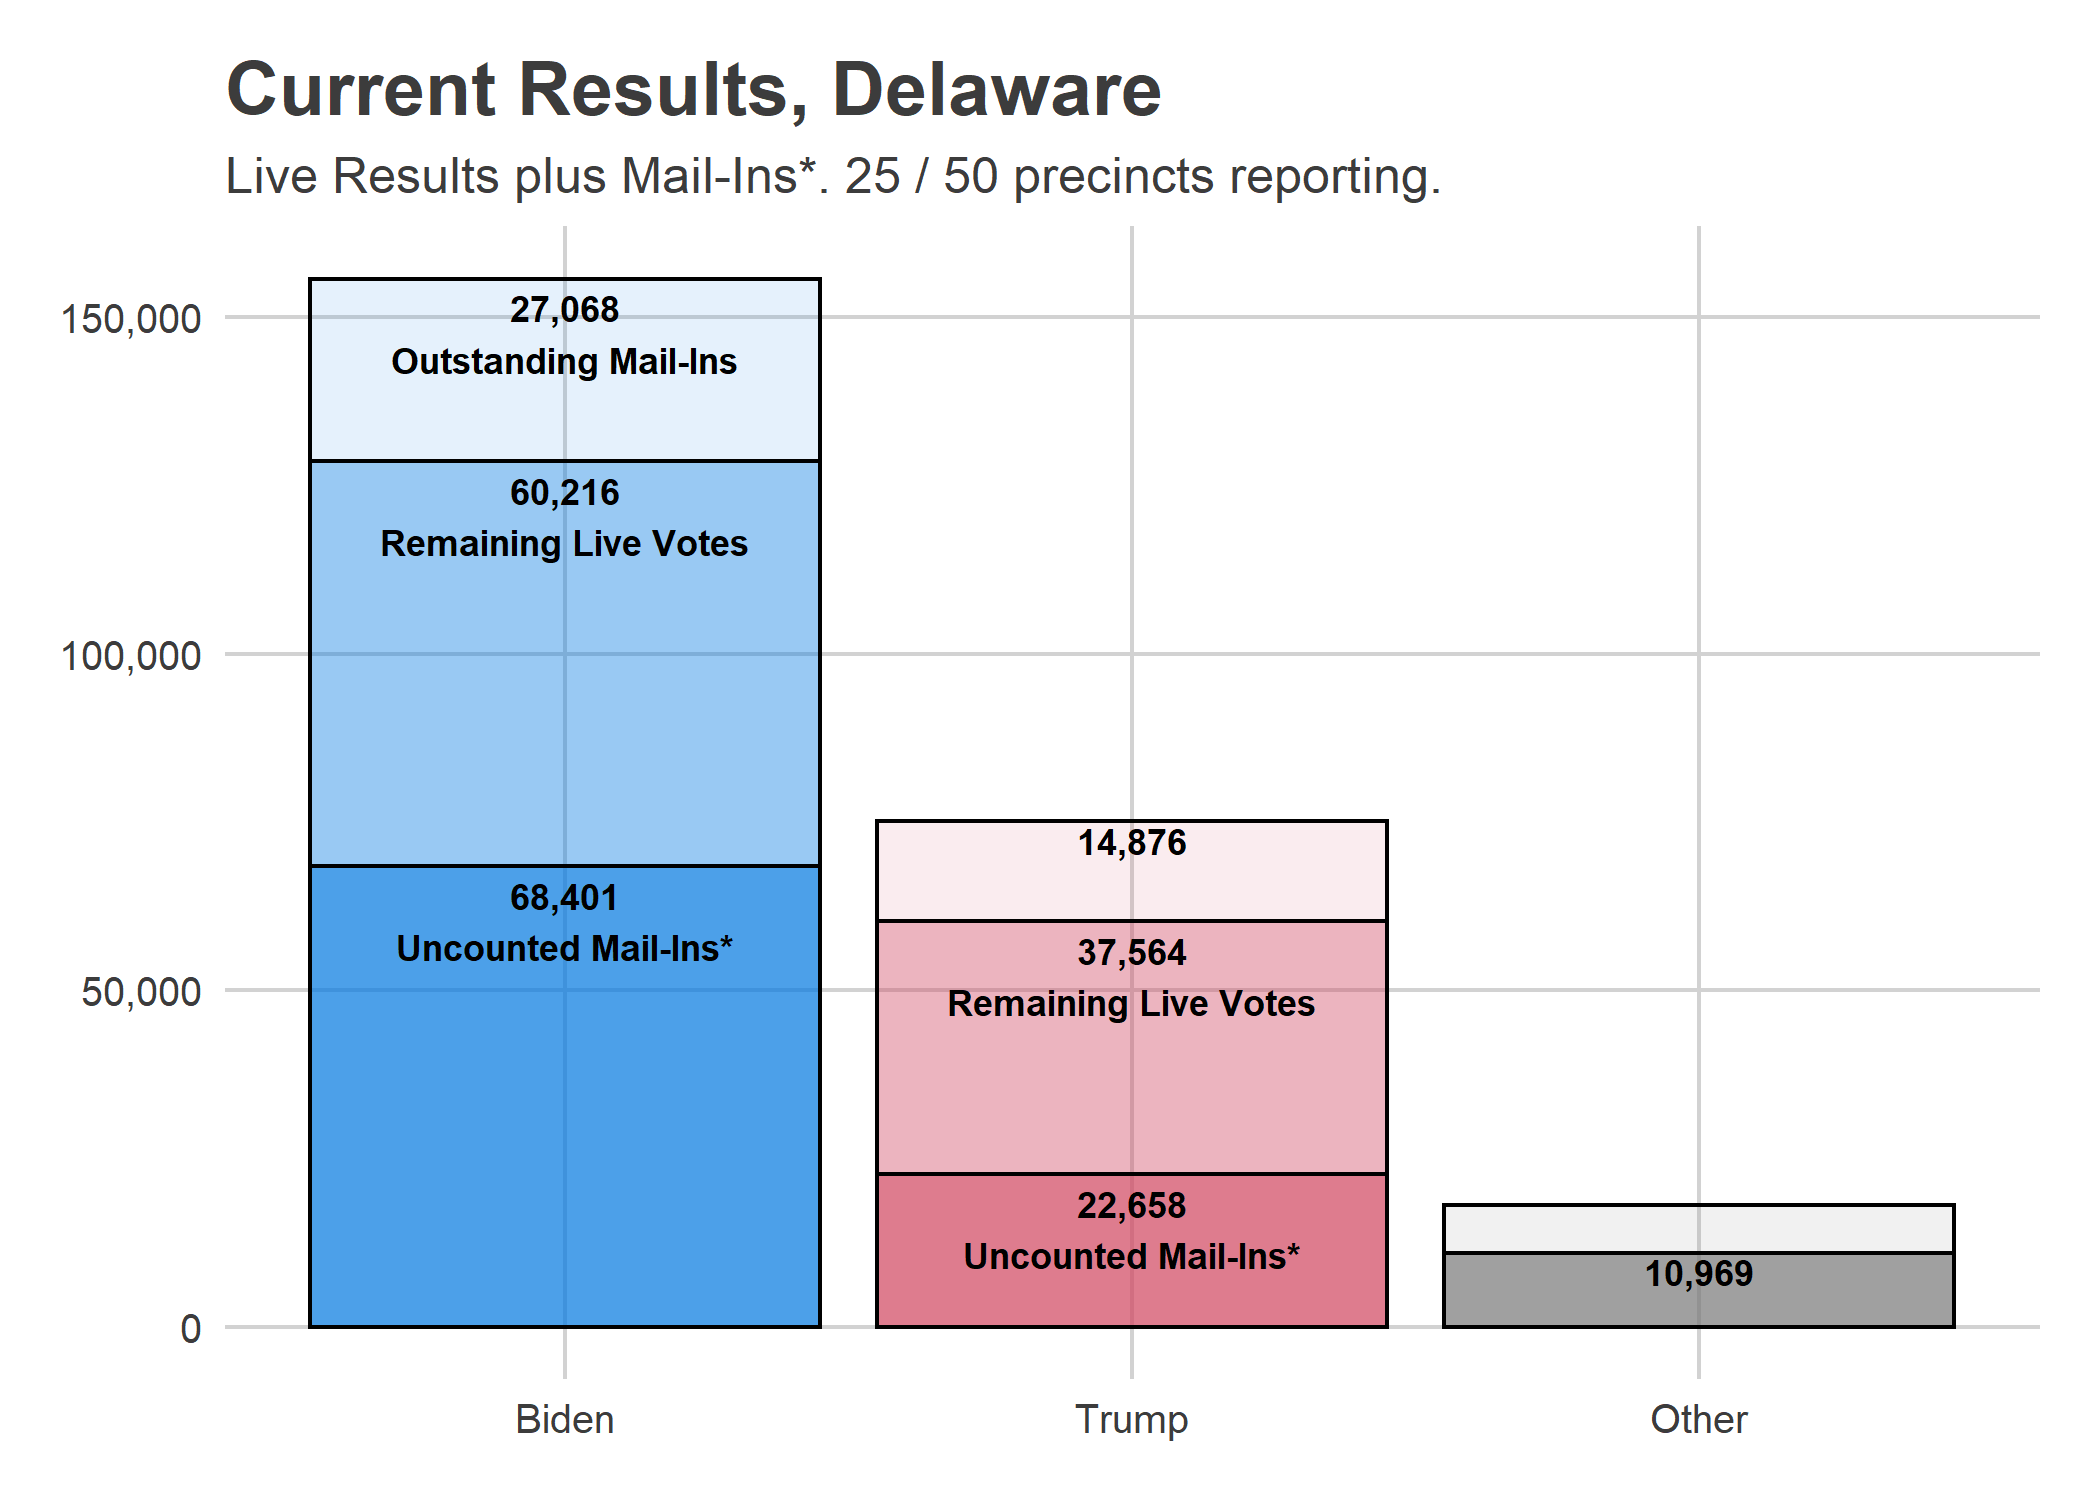 Current Results, Delaware
Live Results plus Mail-Ins*. 25 / 50 precincts reporting.
150,000
100,000
50,000
0
27,068
Outstanding Mail-Ins
60,216
Remaining Live Votes
68,401
Uncounted Mail-Ins*
14,876
37,564
Remaining Live Votes
22,658
Uncounted Mail-Ins*
10,969
Biden
Trump
Other